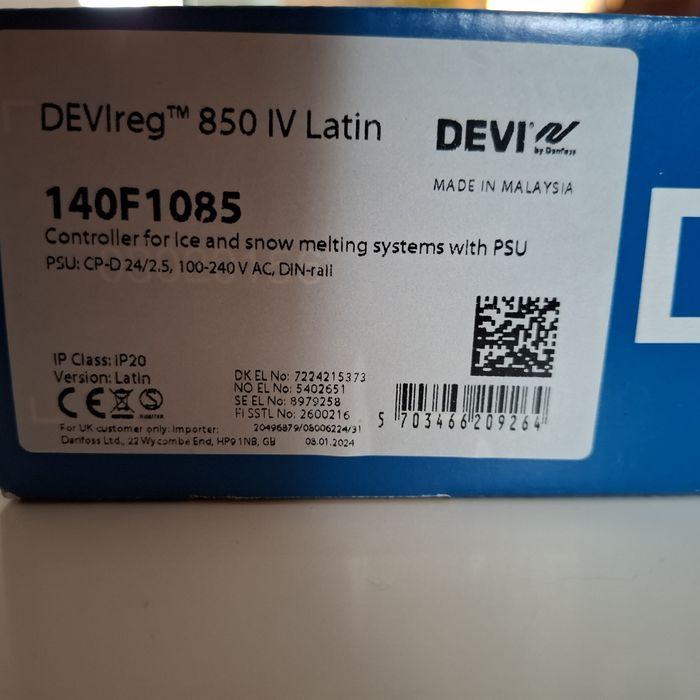 DEVIreg™ 850 IV Latin
DEVI
by Danfoss
MADE IN MALAYSIA
140F1085
Controller for ice and snow melting systems with PSU
PSU: CP-D 24/2.5, 100-240 V AC, DIN-rail
IP Class: IP20
Version: Latin
DK EL No: 7224215373
NO EL No: 5402651
SE EL No: 8979258
FI SSTL No: 2600216
CE
5 703466 209264
For UK customer only: Importer:
Danfoss Ltd., 22 Wycombe End, HP9 1NB, GB
20496879/08006224/31
08.01.2024